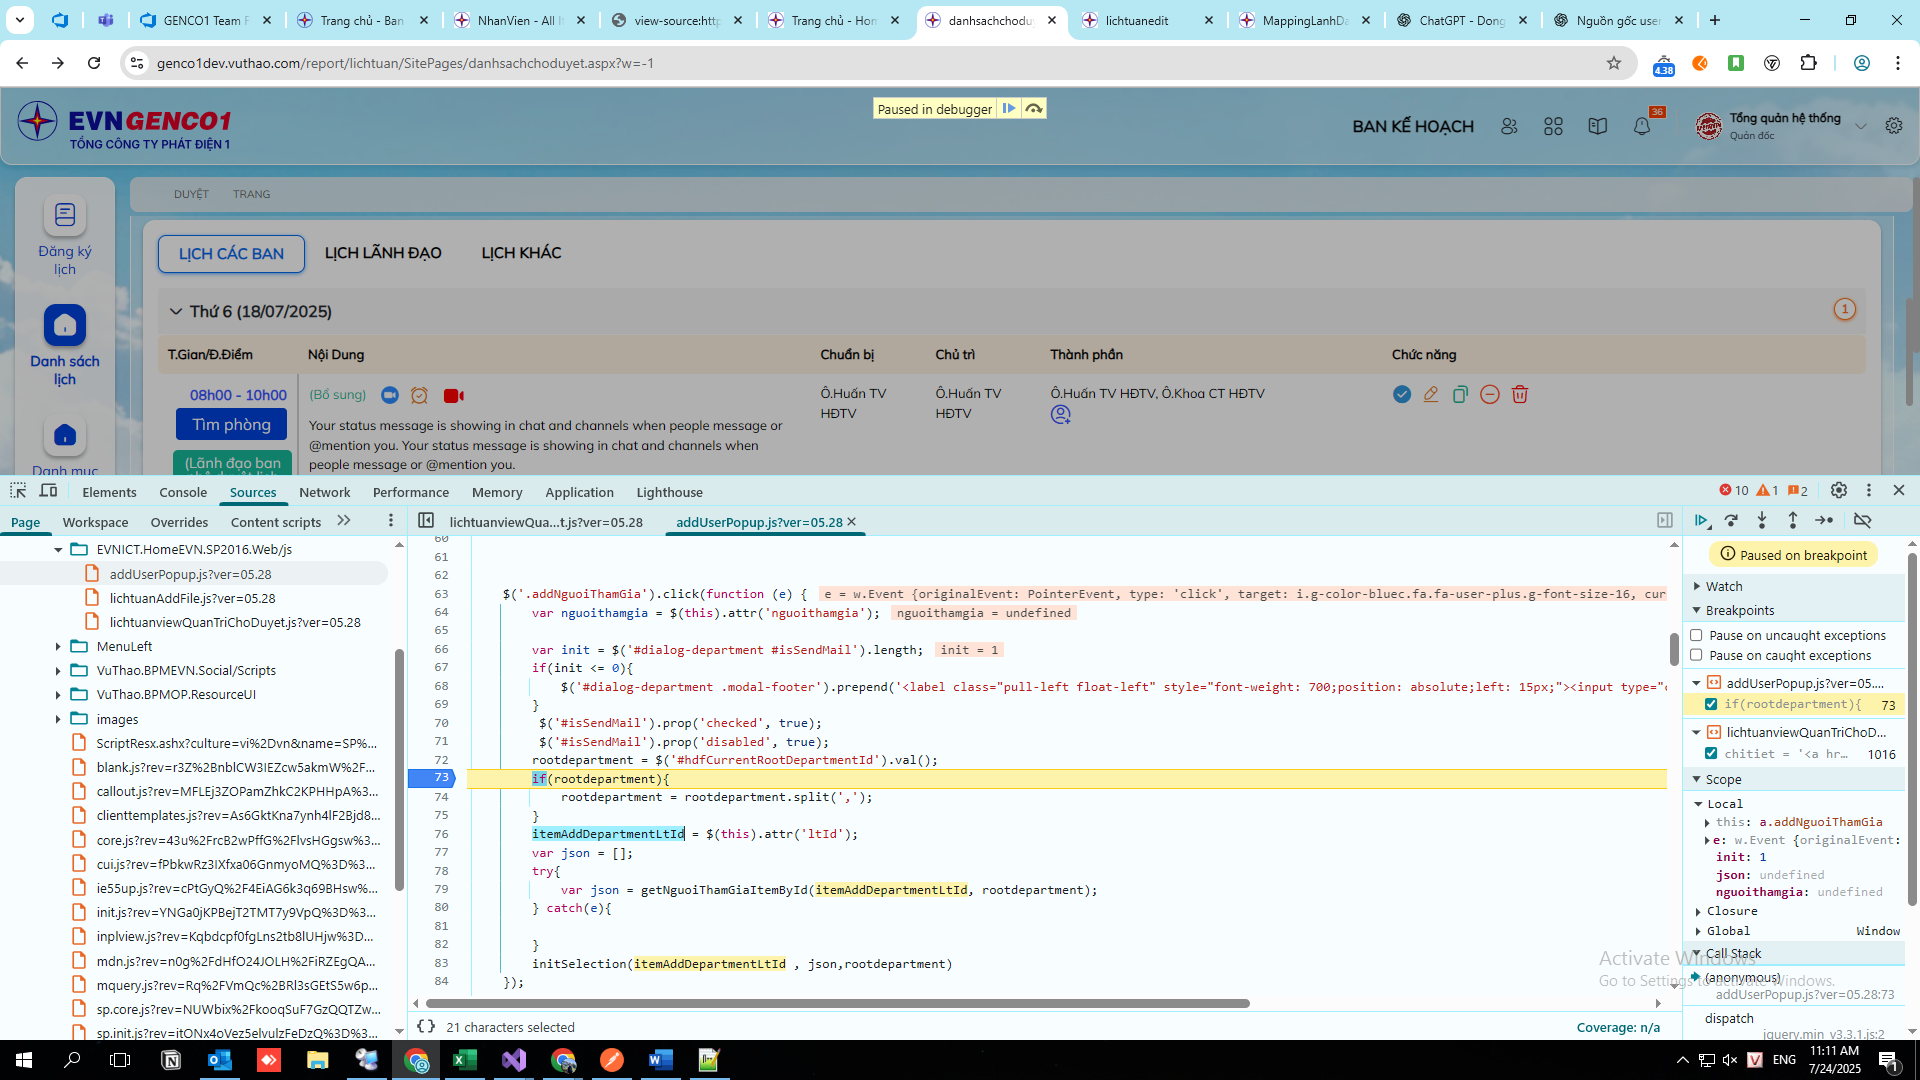 GENCO1 Team F
Trang chủ - Ban
NhanVien - All It
view-source:http
Trang chủ - Hom
danhsachchodu
lichtuanedit
MappingLanhDa
ChatGPT - Dong
Nguồn gốc user
genco1dev.vuthao.com/report/lichtuan/SitePages/danhsachchoduyet.aspx?w=-1
4.38
Paused in debugger
EVNGENCO1
TỔNG CÔNG TY PHÁT ĐIỆN 1
BAN KẾ HOẠCH
36
Tổng quản hệ thống
Quản đốc
DUYỆT TRANG
Đăng ký
lịch
Danh sách
lịch
Danh mục
LỊCH CÁC BAN LỊCH LÃNH ĐẠO LỊCH KHÁC
Thứ 6 (18/07/2025)
1
T.Gian/Đ.Điểm Nội Dung Chuẩn bị Chủ trì Thành phần Chức năng
08h00 - 10h00
Tìm phòng
(Lãnh đạo ban
(Bổ sung)
Your status message is showing in chat and channels when people message or
@mention you. Your status message is showing in chat and channels when
people message or @mention you.
Ô.Huấn TV
HĐTV
Ô.Huấn TV
HĐTV
Ô.Huấn TV HĐTV, Ô.Khoa CT HĐTV
Elements Console Sources Network Performance Memory Application Lighthouse
10 1 2
Page Workspace Overrides Content scripts
lichtuanviewQua...t.js?ver=05.28 addUserPopup.js?ver=05.28
EVNICT.HomeEVN.SP2016.Web/js
addUserPopup.js?ver=05.28
lichtuanAddFile.js?ver=05.28
lichtuanviewQuanTriChoDuyet.js?ver=05.28
MenuLeft
VuThao.BPMEVN.Social/Scripts
VuThao.BPMOP.ResourceUI
images
ScriptResx.ashx?culture=vi%2Dvn&name=SP%...
blank.js?rev=r3Z%2BnblCW3IEZcw5akmW%2F...
callout.js?rev=MFLEj3ZOPamZhkC2KPHHpA%3...
clienttemplates.js?rev=As6GktKna7ynh4lF2Bjd8...
core.js?rev=43u%2FrcB2wPffG%2FlvsHGgsw%3...
cui.js?rev=fPbkwRz3IXfxa06GnmyoMQ%3D%3...
ie55up.js?rev=cPtGyQ%2F4EiAG6k3q69BHsw%...
init.js?rev=YNGa0jKPBejT2TMT7y9VpQ%3D%3...
inplview.js?rev=Kqbdcpf0fgLns2tb8lUHjw%3D...
mdn.js?rev=n0g%2FdHfO24JOLH%2FiRZEgQA...
mquery.js?rev=Rq%2FVmQc%2BRl3sGEtS5w6p...
sp.core.js?rev=NUWbix%2FkooqSuF7GzQQTZw...
sp.init.js?rev=itONx4oVez5elvulzFeDzQ%3D%3...
60
61
62
63 $('.addNguoiThamGia').click(function (e) { e = w.Event {originalEvent: PointerEvent, type: 'click', target: i.g-color-bluec.fa.fa-user-plus.g-font-size-16, cur
64 var nguoithamgia = $(this).attr('nguoithamgia'); nguoithamgia = undefined
65
66 var init = $('#dialog-department #isSendMail').length; init = 1
67 if(init <= 0){
68 $('#dialog-department .modal-footer').prepend('<label class="pull-left float-left" style="font-weight: 700;position: absolute;left: 15px;"><input type="c
69 }
70 $('#isSendMail').prop('checked', true);
71 $('#isSendMail').prop('disabled', true);
72 rootdepartment = $('#hdfCurrentRootDepartmentId').val();
73 if(rootdepartment){
74 rootdepartment = rootdepartment.split(',');
75 }
76 itemAddDepartmentLtId = $(this).attr('ltId');
77 var json = [];
78 try{
79 var json = getNguoiThamGiaItemById(itemAddDepartmentLtId, rootdepartment);
80 } catch(e){
81
82 }
83 initSelection(itemAddDepartmentLtId , json,rootdepartment)
84 });
21 characters selected
Coverage: n/a
Paused on breakpoint
Watch
Breakpoints
Pause on uncaught exceptions
Pause on caught exceptions
addUserPopup.js?ver=05....
if(rootdepartment){ 73
lichtuanviewQuanTriChoD...
chitiet = '<a hr... 1016
Scope
Local
this: a.addNguoiThamGia
e: w.Event {originalEvent:
init: 1
json: undefined
nguoithamgia: undefined
Closure
Global Window
Call Stack
(anonymous)
addUserPopup.js?ver=05.28:73
dispatch
jquery.min_v3.3.1.js:2
Activate Windows
Go to Settings to activate Windows.
ENG
11:11 AM
7/24/2025
1